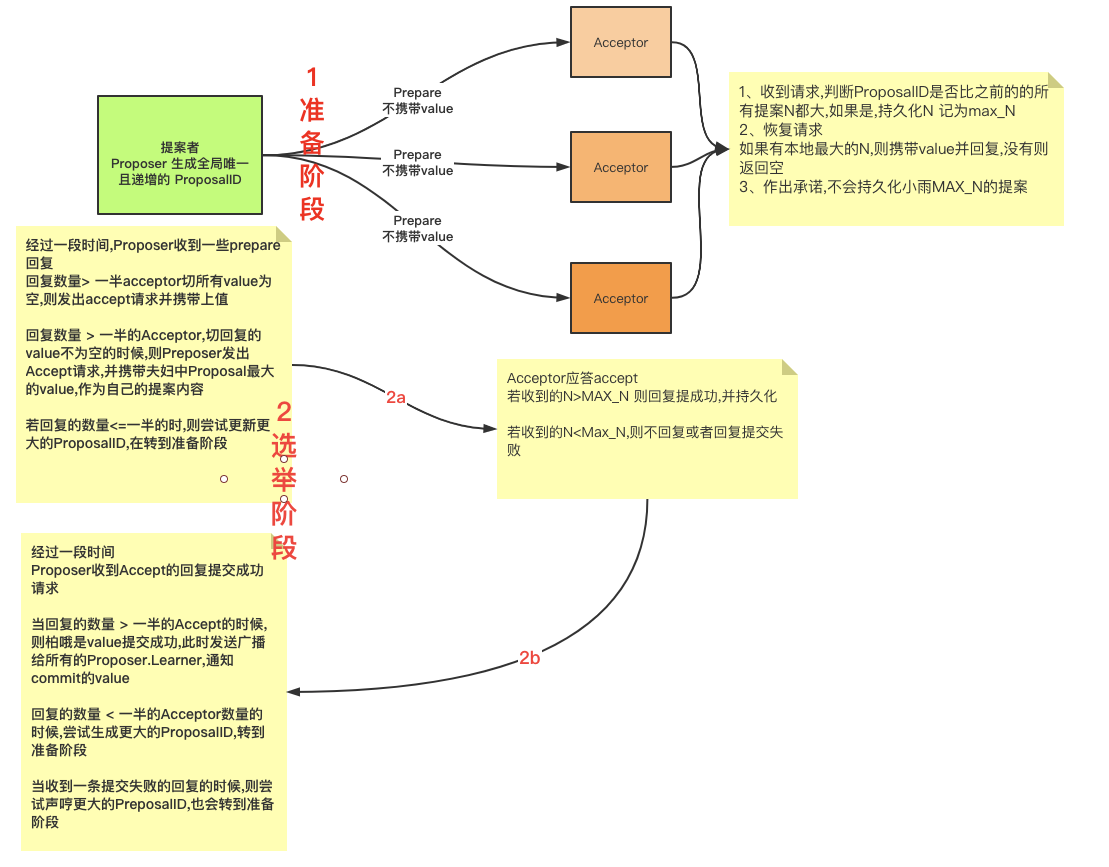 1
准
备
阶
段
提案者
Proposer 生成全局唯一
且递增的 ProposalID
Prepare
不携带value
Prepare
不携带value
Prepare
不携带value
Acceptor
Acceptor
Acceptor
1、收到请求,判断ProposalID是否比之前的的所
有提案N都大,如果是,持久化N 记为max_N
2、恢复请求
如果有本地最大的N,则携带value并回复,没有则
返回空
3、作出承诺,不会持久化小雨MAX_N的提案
经过一段时间,Proposer收到一些prepare
回复
回复数量> 一半acceptor切所有value为
空,则发出accept请求并携带上值
回复数量 > 一半的Acceptor,切回复的
value不为空的时候,则Preposer发出
Accept请求,并携带夫妇中Proposal最大
的value,作为自己的提案内容
若回复的数量<=一半的时,则尝试更新更
大的ProposalID,在转到准备阶段
2
选
举
阶
段
2a
Acceptor应答accept
若收到的N>MAX_N 则回复提成功,并持久化
若收到的N<Max_N,则不回复或者回复提交失
败
2b
经过一段时间
Proposer收到Accept的回复提交成功
请求
当回复的数量 > 一半的Accept的时候,
则柏哦是value提交成功,此时发送广播
给所有的Proposer.Learner,通知
commit的value
回复的数量 < 一半的Acceptor数量的
时候,尝试生成更大的ProposalID,转到
准备阶段
当收到一条提交失败的回复的时候,则尝
试声哼更大的PreposalID,也会转到准备
阶段